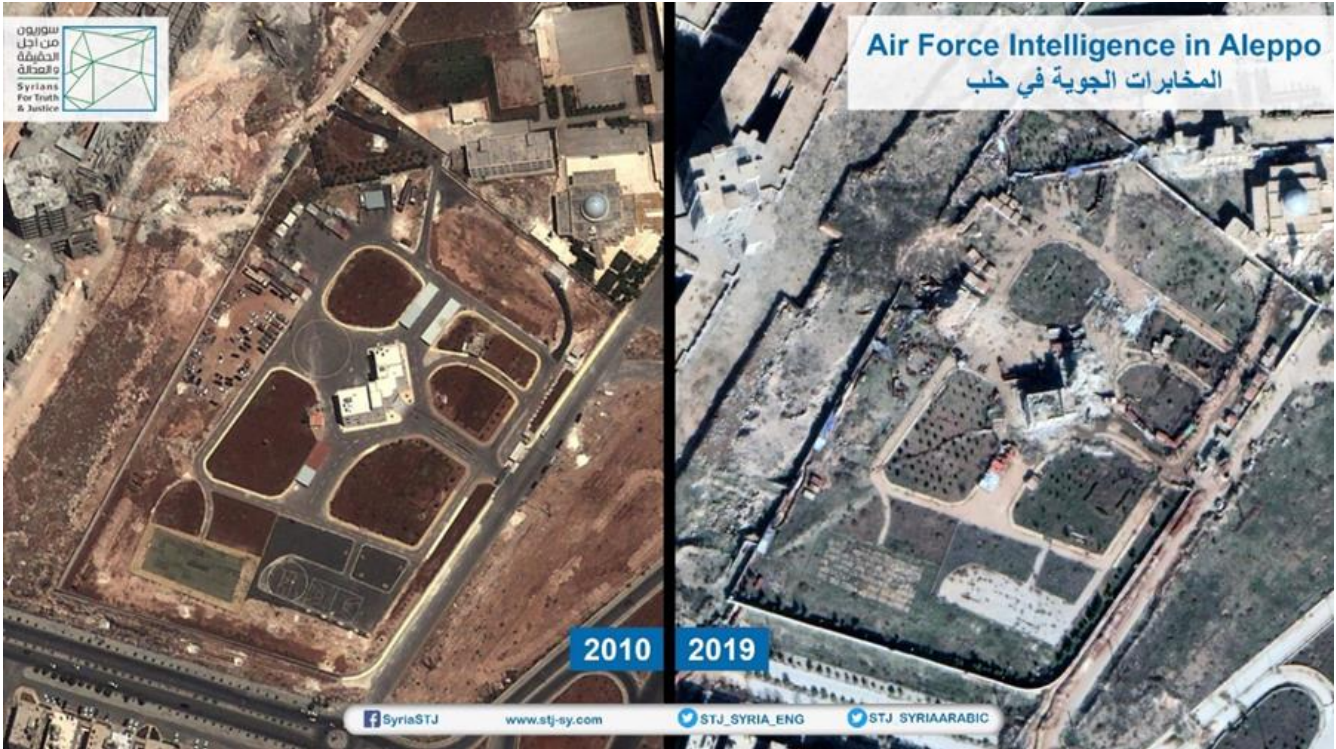 سوريون
من اجل
الحقيقة
والعدالة
Syrians
For Truth
& Justice
Air Force Intelligence in Aleppo
المخابرات الجوية في حلب
2010
2019
SyriaSTJ
www.stj-sy.com
STJ_SYRIA_ENG
STJ_SYRIAARABIC